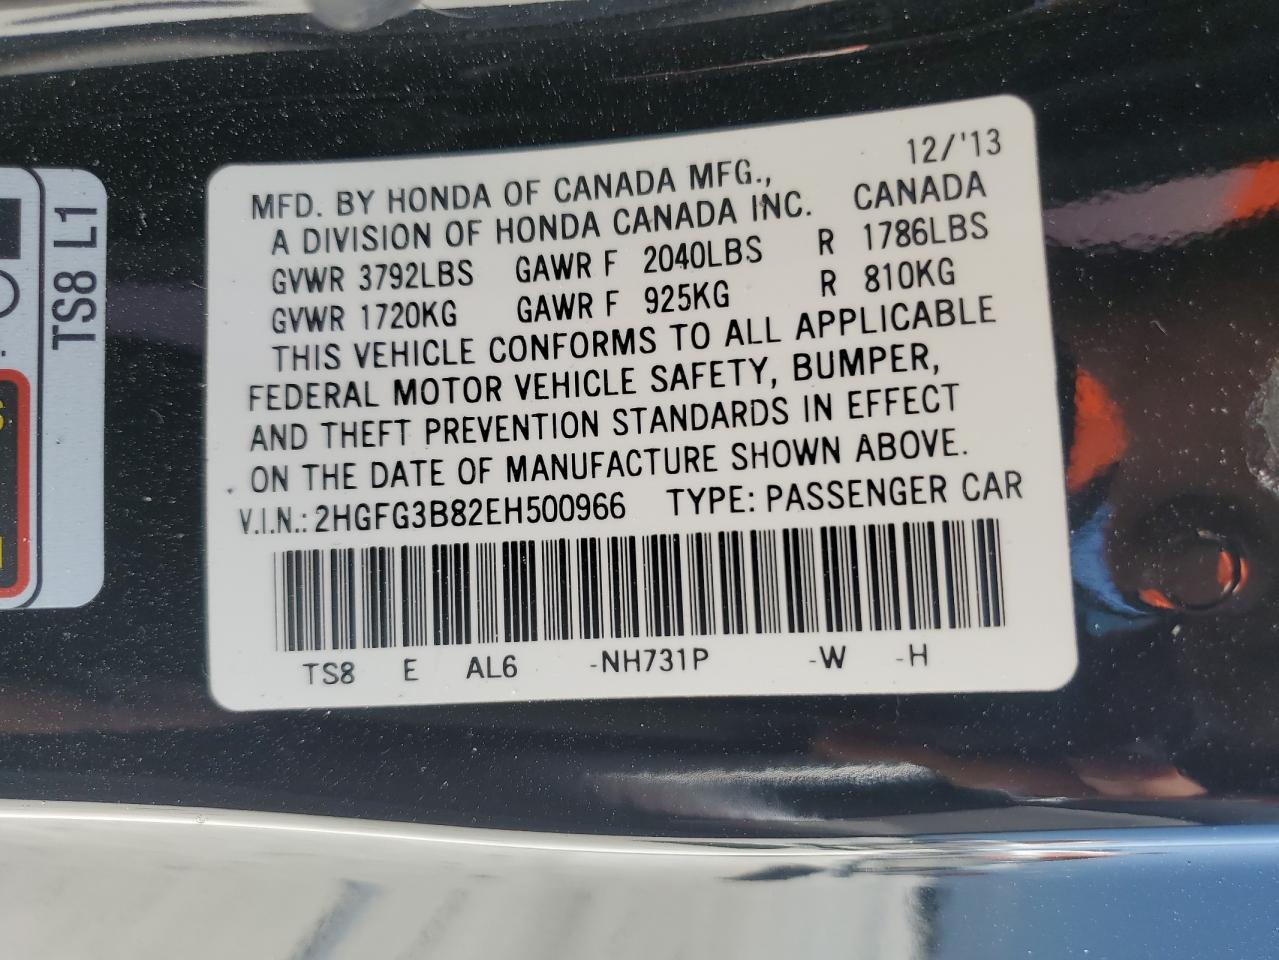 12/'13
MFD. BY HONDA OF CANADA MFG.,
A DIVISION OF HONDA CANADA INC. CANADA
GVWR 3792LBS GAWR F 2040LBS R 1786LBS
GVWR 1720KG GAWR F 925KG R 810KG
THIS VEHICLE CONFORMS TO ALL APPLICABLE
FEDERAL MOTOR VEHICLE SAFETY, BUMPER,
AND THEFT PREVENTION STANDARDS IN EFFECT
ON THE DATE OF MANUFACTURE SHOWN ABOVE.
V.I.N.: 2HGFG3B82EH500966 TYPE: PASSENGER CAR
TS8 E AL6 -NH731P -W -H
TS8 L1